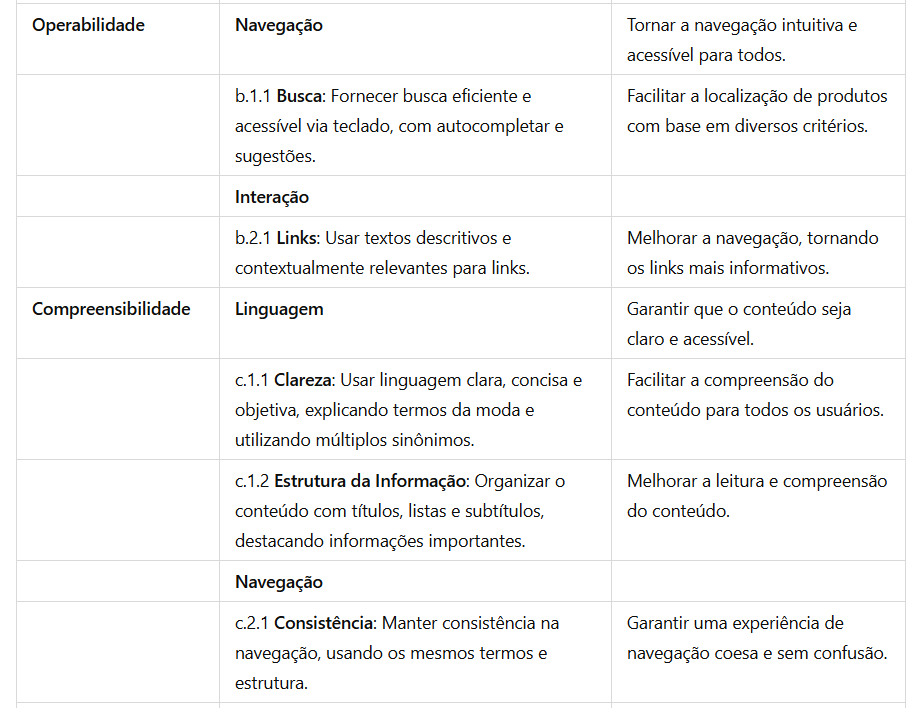 Operabilidade
Navegação
Tornar a navegação intuitiva e
acessível para todos.
b.1.1 Busca: Fornecer busca eficiente e
acessível via teclado, com autocompletar e
sugestões.
Facilitar a localização de produtos
com base em diversos critérios.
Interação
b.2.1 Links: Usar textos descritivos e
contextualmente relevantes para links.
Melhorar a navegação, tornando
os links mais informativos.
Compreensibilidade
Linguagem
Garantir que o conteúdo seja
claro e acessível.
c.1.1 Clareza: Usar linguagem clara, concisa e
objetiva, explicando termos da moda e
utilizando múltiplos sinônimos.
Facilitar a compreensão do
conteúdo para todos os usuários.
c.1.2 Estrutura da Informação: Organizar o
conteúdo com títulos, listas e subtítulos,
destacando informações importantes.
Melhorar a leitura e compreensão
do conteúdo.
Navegação
c.2.1 Consistência: Manter consistência na
navegação, usando os mesmos termos e
estrutura.
Garantir uma experiência de
navegação coesa e sem confusão.